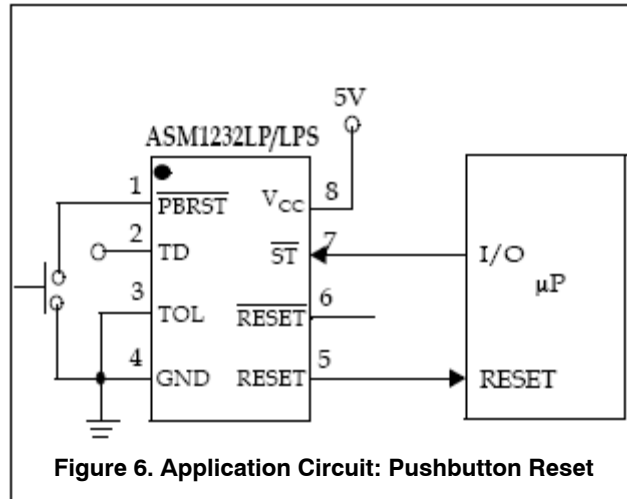 5V
ASM1232LP/LPS
1 PBRST VCC 8
2 TD ST 7 I/O
µP
3 TOL RESET 6
4 GND RESET 5 RESET
Figure 6. Application Circuit: Pushbutton Reset